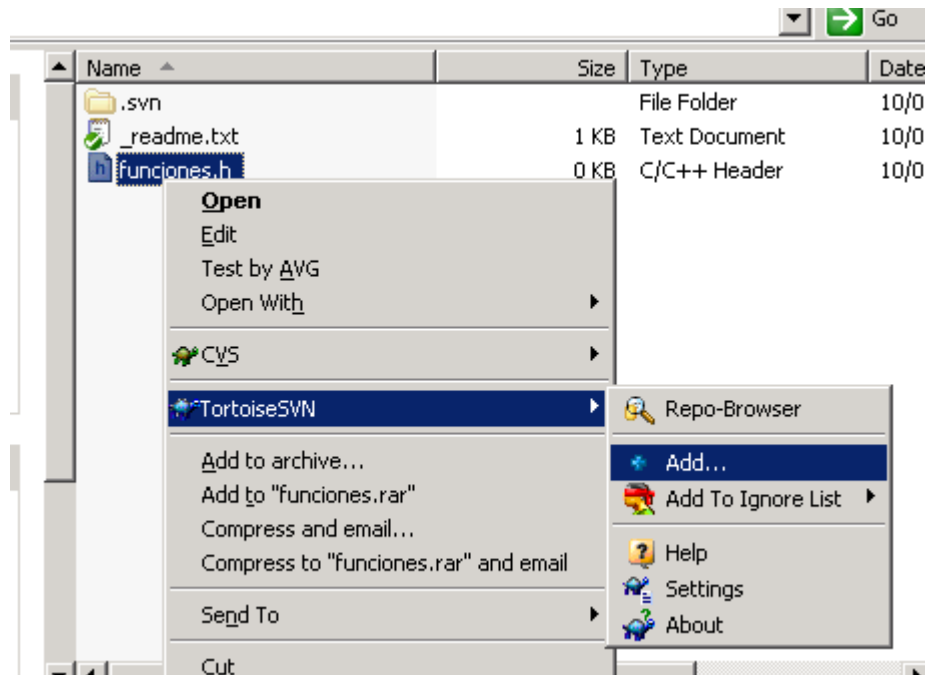 Go
Name Size Type Date
.svn File Folder 10/0
_readme.txt 1 KB Text Document 10/0
funciones.h 0 KB C/C++ Header 10/0
Open
Edit
Test by AVG
Open With
CVS
TortoiseSVN
Repo-Browser
Add...
Add To Ignore List
Help
Settings
About
Add to archive...
Add to "funciones.rar"
Compress and email...
Compress to "funciones.rar" and email
Send To
Cut